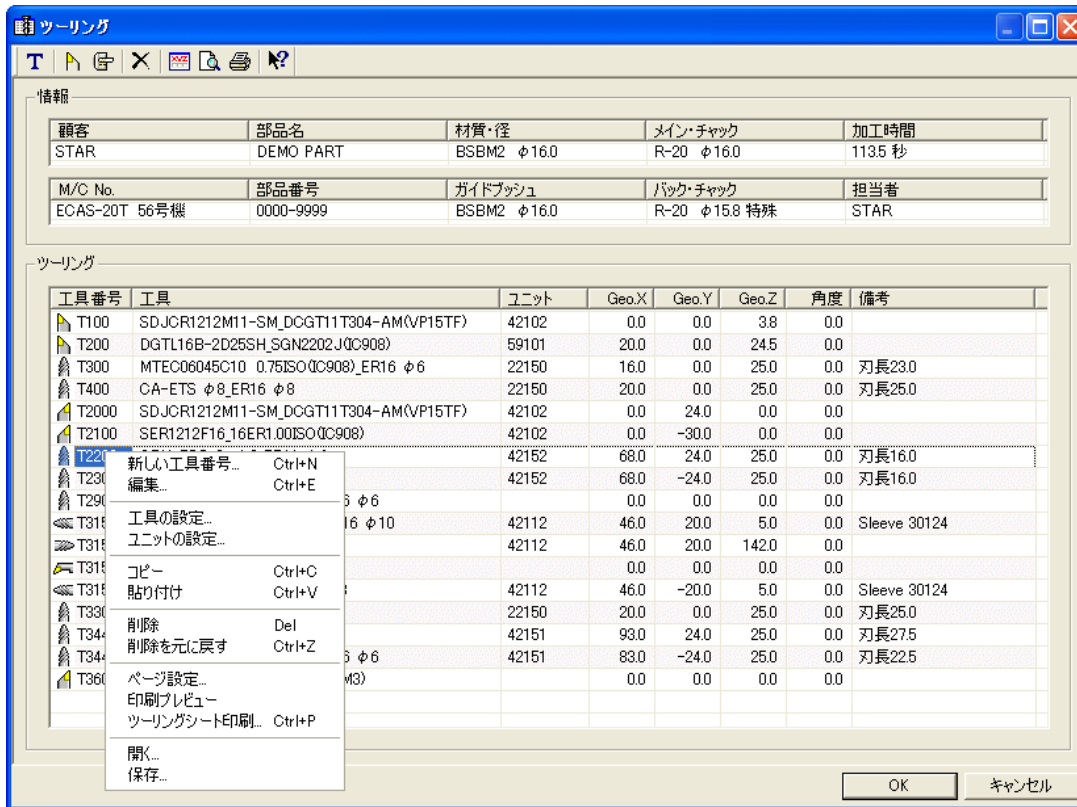 ツーリング
T
情報
顧客 部品名 材質・径 メイン・チャック 加工時間
STAR DEMO PART BSBM2 φ16.0 R-20 φ16.0 113.5 秒
M/C No. 部品番号 ガイドブッシュ バック・チャック 担当者
ECAS-20T 56号機 0000-9999 BSBM2 φ16.0 R-20 φ15.8 特殊 STAR
ツーリング
工具番号 工具 ユニット Geo.X Geo.Y Geo.Z 角度 備考
T100 SDJCR1212M11-SM_DCGT11T304-AM(VP15TF) 42102 0.0 0.0 3.8 0.0
T200 DGTL16B-2D25SH_SGN2202J(IC908) 59101 20.0 0.0 24.5 0.0
T300 MTEC06045C10 0.75ISO(IC908)_ER16 φ6 22150 16.0 0.0 25.0 0.0 刃長23.0
T400 CA-ETS φ8_ER16 φ8 22150 20.0 0.0 25.0 0.0 刃長25.0
T2000 SDJCR1212M11-SM_DCGT11T304-AM(VP15TF) 42102 0.0 24.0 0.0 0.0
T2100 SER1212F16_16ER1.00ISO(IC908) 42102 0.0 -30.0 0.0 0.0
T220 42152 68.0 24.0 25.0 0.0 刃長16.0
T230 42152 68.0 -24.0 25.0 0.0 刃長16.0
T290 6 φ6 0.0 0.0 0.0 0.0
T315 16 φ10 42112 46.0 20.0 5.0 0.0 Sleeve 30124
T315 42112 46.0 20.0 142.0 0.0
T315 0.0 0.0 0.0 0.0
T315 42112 46.0 -20.0 5.0 0.0 Sleeve 30124
T330 22150 20.0 0.0 25.0 0.0 刃長25.0
T344 42151 93.0 24.0 25.0 0.0 刃長27.5
T344 6 φ6 42151 83.0 -24.0 25.0 0.0 刃長22.5
T360 M3) 0.0 0.0 0.0 0.0
新しい工具番号... Ctrl+N
編集... Ctrl+E
工具の設定...
ユニットの設定...
コピー Ctrl+C
貼り付け Ctrl+V
削除 Del
削除を元に戻す Ctrl+Z
ページ設定...
印刷プレビュー
ツーリングシート印刷... Ctrl+P
開く...
保存...
OK キャンセル